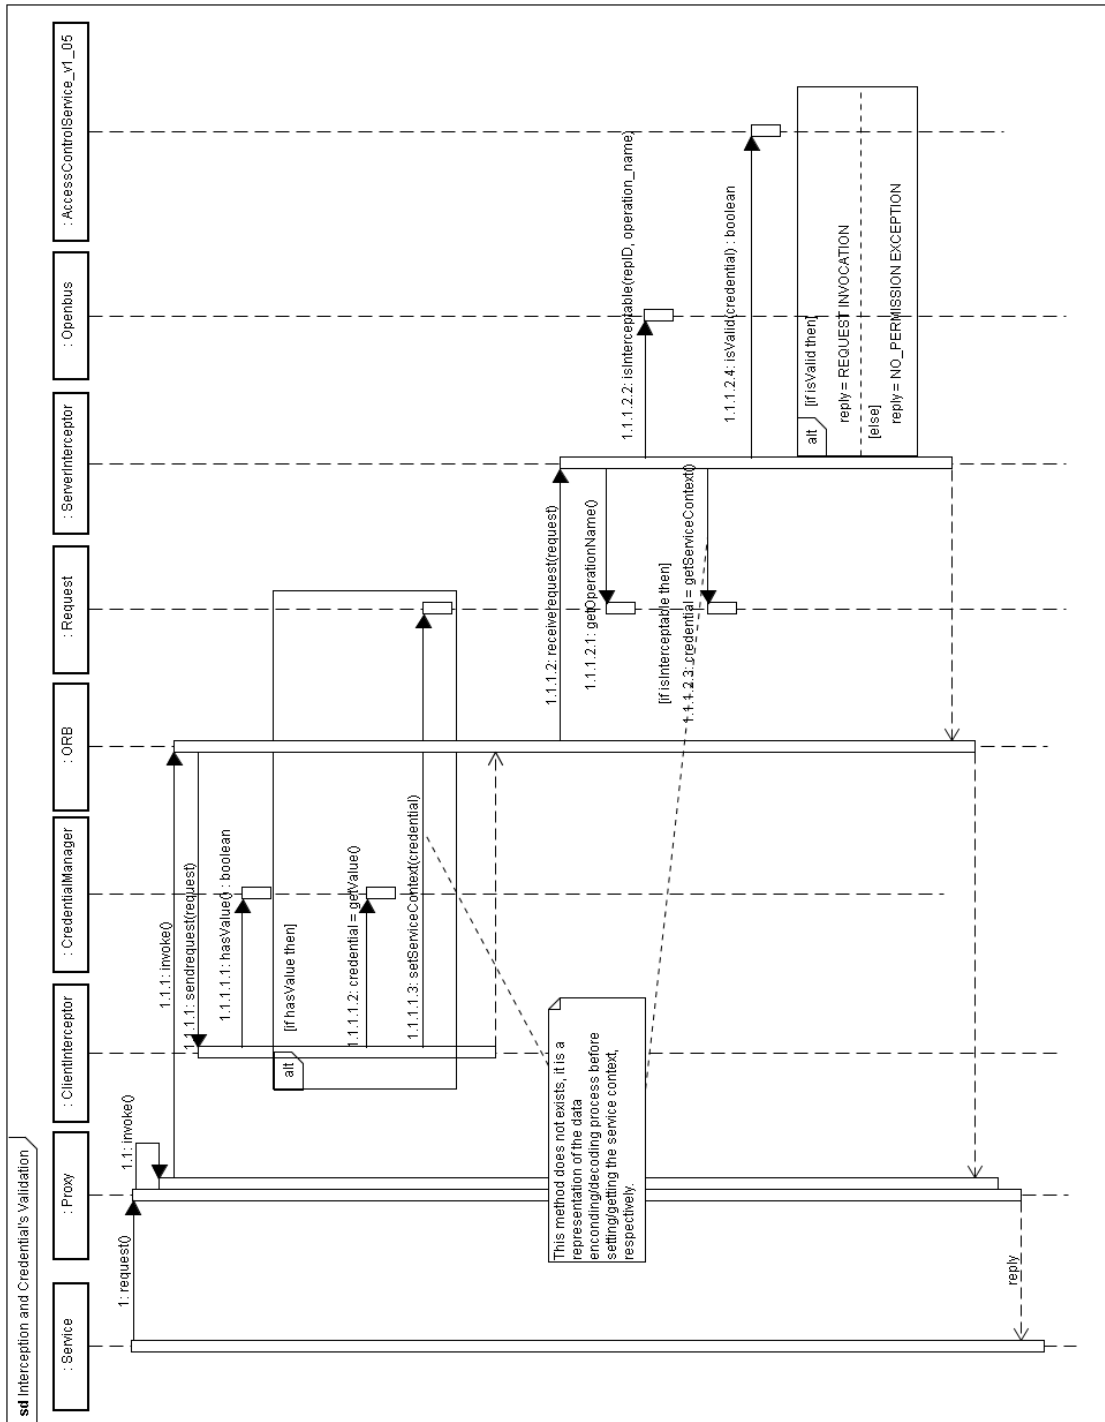 sd Interception and Credential's Validation
: Service
: Proxy
: ClientInterceptor
: CredentialManager
: ORB
: Request
: ServerInterceptor
: Openbus
: AccessControlService_v1_05
1: request()
1.1: invoke()
1.1.1: invoke()
1.1.1: sendrequest(request)
1.1.1.1.1: hasValue() : boolean
alt
[if hasValue then]
1.1.1.1.2: credential = getValue()
1.1.1.1.3: setServiceContext(credential)
This method does not exists, it is a
representation of the data
enconding/decoding process before
setting/getting the service context,
respectively.
1.1.1.2: receiverequest(request)
1.1.1.2.1: getOperationName()
1.1.1.2.2: isInterceptable(repID, operation_name)
[if isInterceptable then]
1.1.1.2.3: credential = getServiceContext()
1.1.1.2.4: isValid(credential) : boolean
alt
[if isValid then]
reply = REQUEST INVOCATION
[else]
reply = NO_PERMISSION EXCEPTION
reply